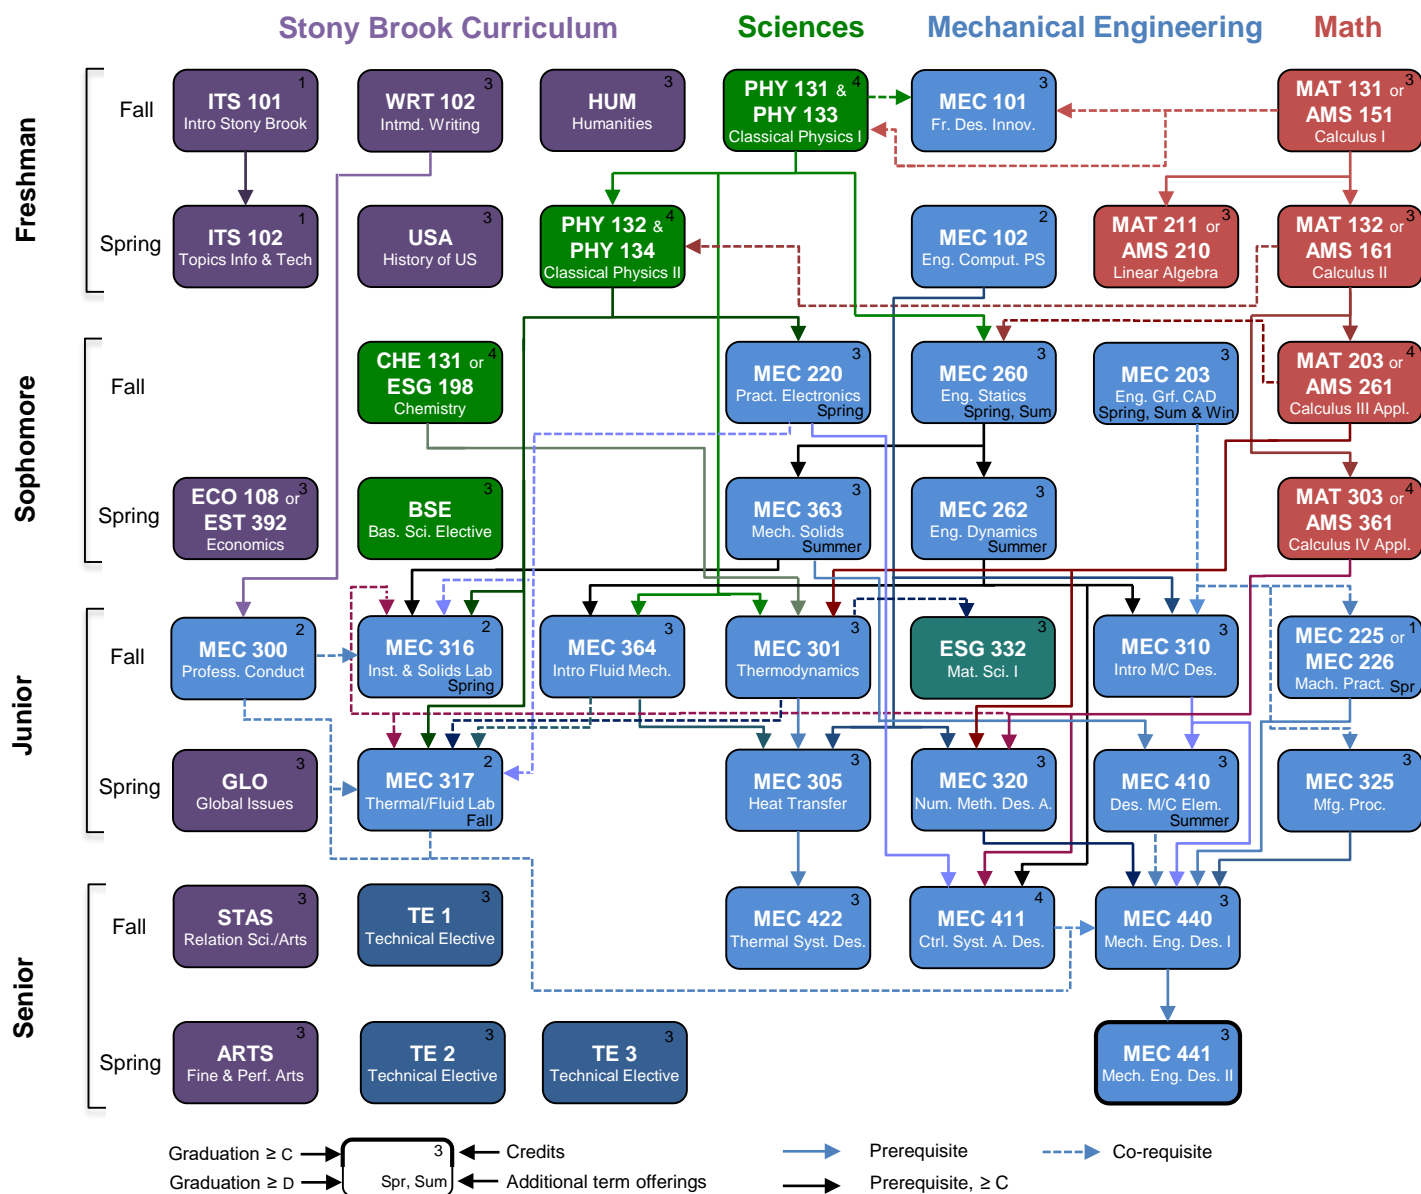 Stony Brook Curriculum
Sciences
Mechanical Engineering
Math
Freshman
Fall
ITS 101
1
Intro Stony Brook
WRT 102
3
Intmd. Writing
HUM
3
Humanities
PHY 131 &
4
PHY 133
Classical Physics I
MEC 101
3
Fr. Des. Innov.
MAT 131 or
3
AMS 151
Calculus I
Spring
ITS 102
1
Topics Info & Tech
USA
3
History of US
PHY 132 &
4
PHY 134
Classical Physics II
MEC 102
2
Eng. Comput. PS
MAT 211 or
3
AMS 210
Linear Algebra
MAT 132 or
3
AMS 161
Calculus II
Sophomore
Fall
CHE 131 or
4
ESG 198
Chemistry
MEC 220
3
Pract. Electronics
Spring
MEC 260
3
Eng. Statics
Spring, Sum
MEC 203
3
Eng. Grf. CAD
Spring, Sum & Win
MAT 203 or
4
AMS 261
Calculus III Appl.
Spring
ECO 108 or
3
EST 392
Economics
BSE
3
Bas. Sci. Elective
MEC 363
3
Mech. Solids
Summer
MEC 262
3
Eng. Dynamics
Summer
MAT 303 or
4
AMS 361
Calculus IV Appl.
Junior
Fall
MEC 300
2
Profess. Conduct
MEC 316
2
Inst. & Solids Lab
Spring
MEC 364
3
Intro Fluid Mech.
MEC 301
3
Thermodynamics
ESG 332
3
Mat. Sci. I
MEC 310
3
Intro M/C Des.
MEC 225 or
1
MEC 226
Mach. Pract.
Spr
Spring
GLO
3
Global Issues
MEC 317
2
Thermal/Fluid Lab
Fall
MEC 305
3
Heat Transfer
MEC 320
3
Num. Meth. Des. A.
MEC 410
3
Des. M/C Elem.
Summer
MEC 325
3
Mfg. Proc.
Senior
Fall
STAS
3
Relation Sci./Arts
TE 1
3
Technical Elective
MEC 422
3
Thermal Syst. Des.
MEC 411
4
Ctrl. Syst. A. Des.
MEC 440
3
Mech. Eng. Des. I
Spring
ARTS
3
Fine & Perf. Arts
TE 2
3
Technical Elective
TE 3
3
Technical Elective
MEC 441
3
Mech. Eng. Des. II
Graduation ≥ C
3
Credits
Prerequisite
Co-requisite
Graduation ≥ D
Spr, Sum
Additional term offerings
Prerequisite, ≥ C